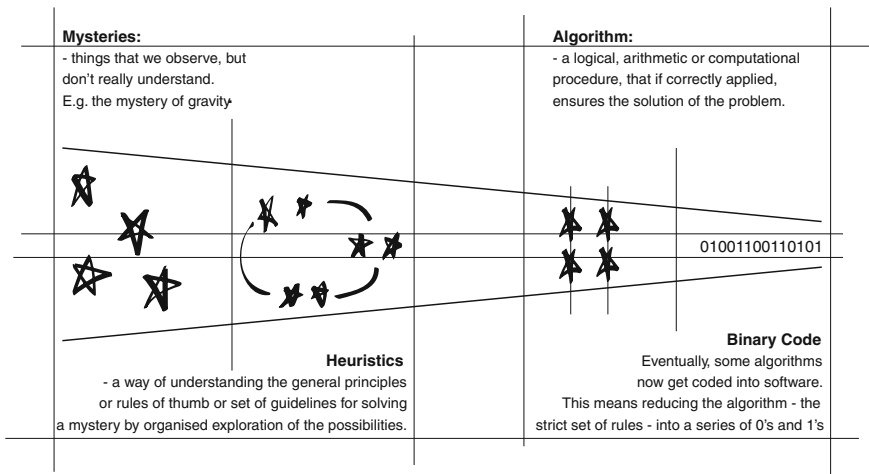 Mysteries:
- things that we observe, but
don't really understand.
E.g. the mystery of gravity.
Algorithm:
- a logical, arithmetic or computational
procedure, that if correctly applied,
ensures the solution of the problem.
01001100110101
Heuristics
- a way of understanding the general principles
or rules of thumb or set of guidelines for solving
a mystery by organised exploration of the possibilities.
Binary Code
Eventually, some algorithms
now get coded into software.
This means reducing the algorithm - the
strict set of rules - into a series of 0's and 1's